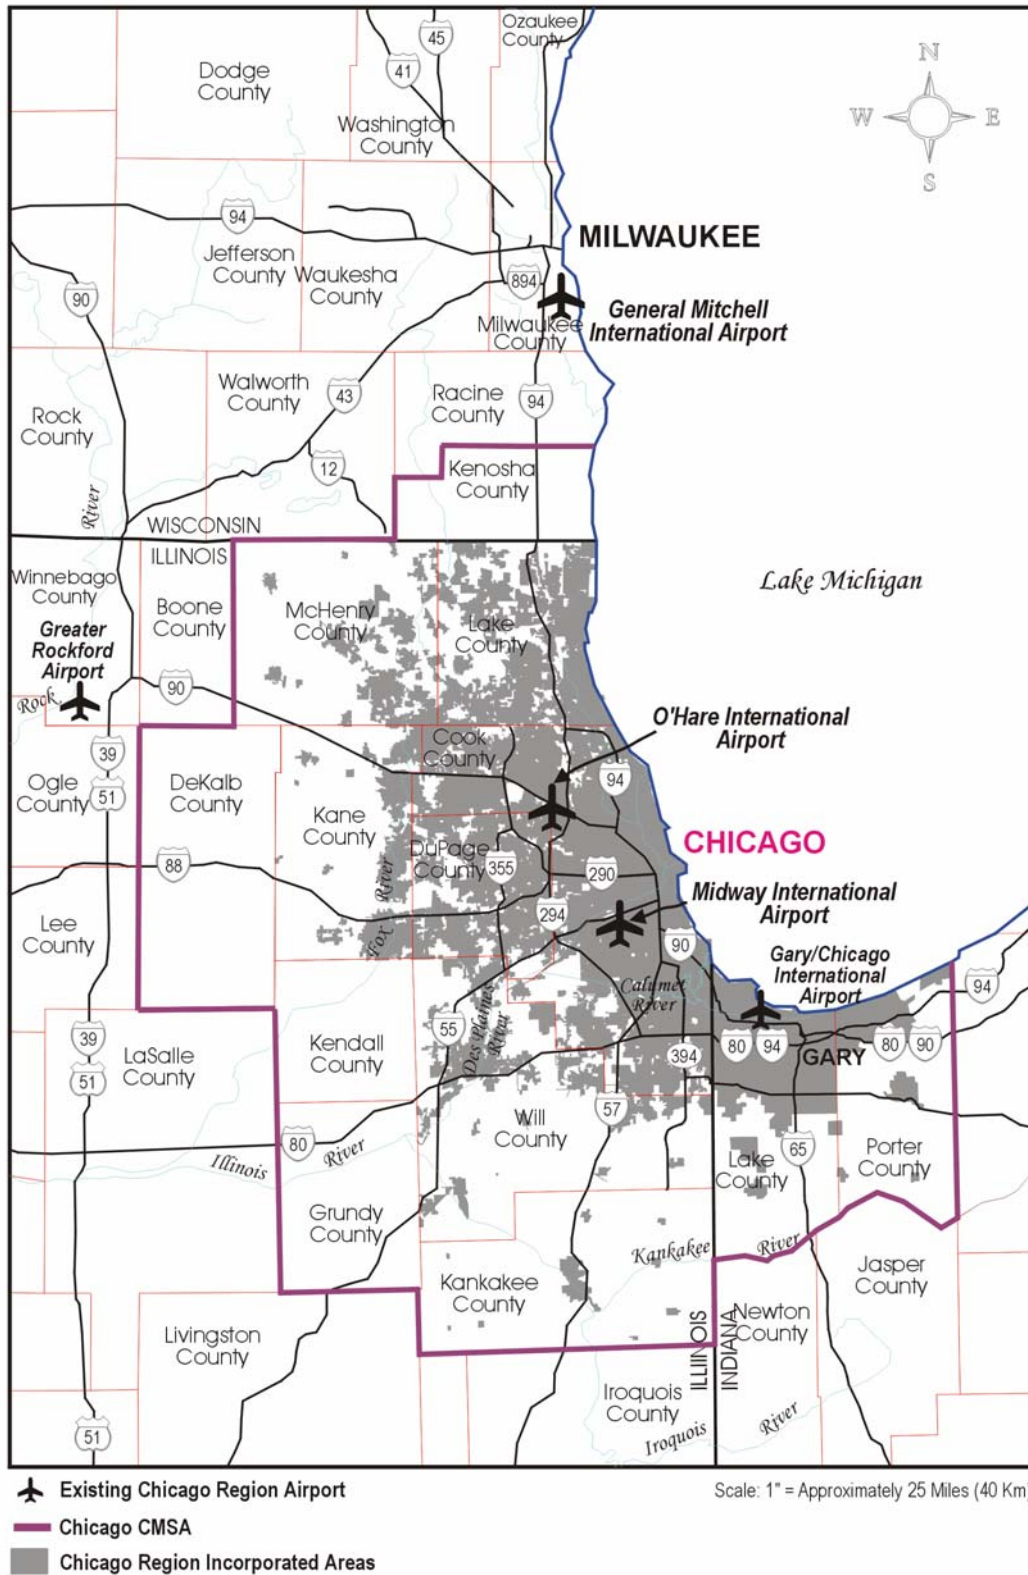 Ozaukee
County
45
41
Dodge
County
Washington
County
N
W
E
S
94
MILWAUKEE
Jefferson
County
Waukesha
County
894
90
General Mitchell
International Airport
Milwaukee
County
Walworth
County
43
Racine
County
94
Rock
County
12
Kenosha
County
River
WISCONSIN
ILLINOIS
Lake Michigan
Winnebago
County
Boone
County
McHenry
County
Lake
County
Greater
Rockford
Airport
Rock
90
O'Hare International
Airport
39
Cook
County
94
Ogle
County
51
DeKalb
County
Kane
County
CHICAGO
DuPage
County
88
355
290
River
Midway International
Airport
294
Lee
County
Fox
90
Gary/Chicago
International
Airport
94
Calumet
River
Des Plaines
River
39
55
Kendall
County
80
94
80
90
GARY
LaSalle
County
51
394
57
Will
County
80
65
Porter
County
Illinois
River
Lake
County
Grundy
County
Kankakee
River
Jasper
County
Kankakee
County
Newton
County
ILLIINOIS
INDIANA
Livingston
County
Iroquois
County
Iroquois
River
51
Existing Chicago Region Airport
Scale: 1" = Approximately 25 Miles (40 Km)
Chicago CMSA
Chicago Region Incorporated Areas